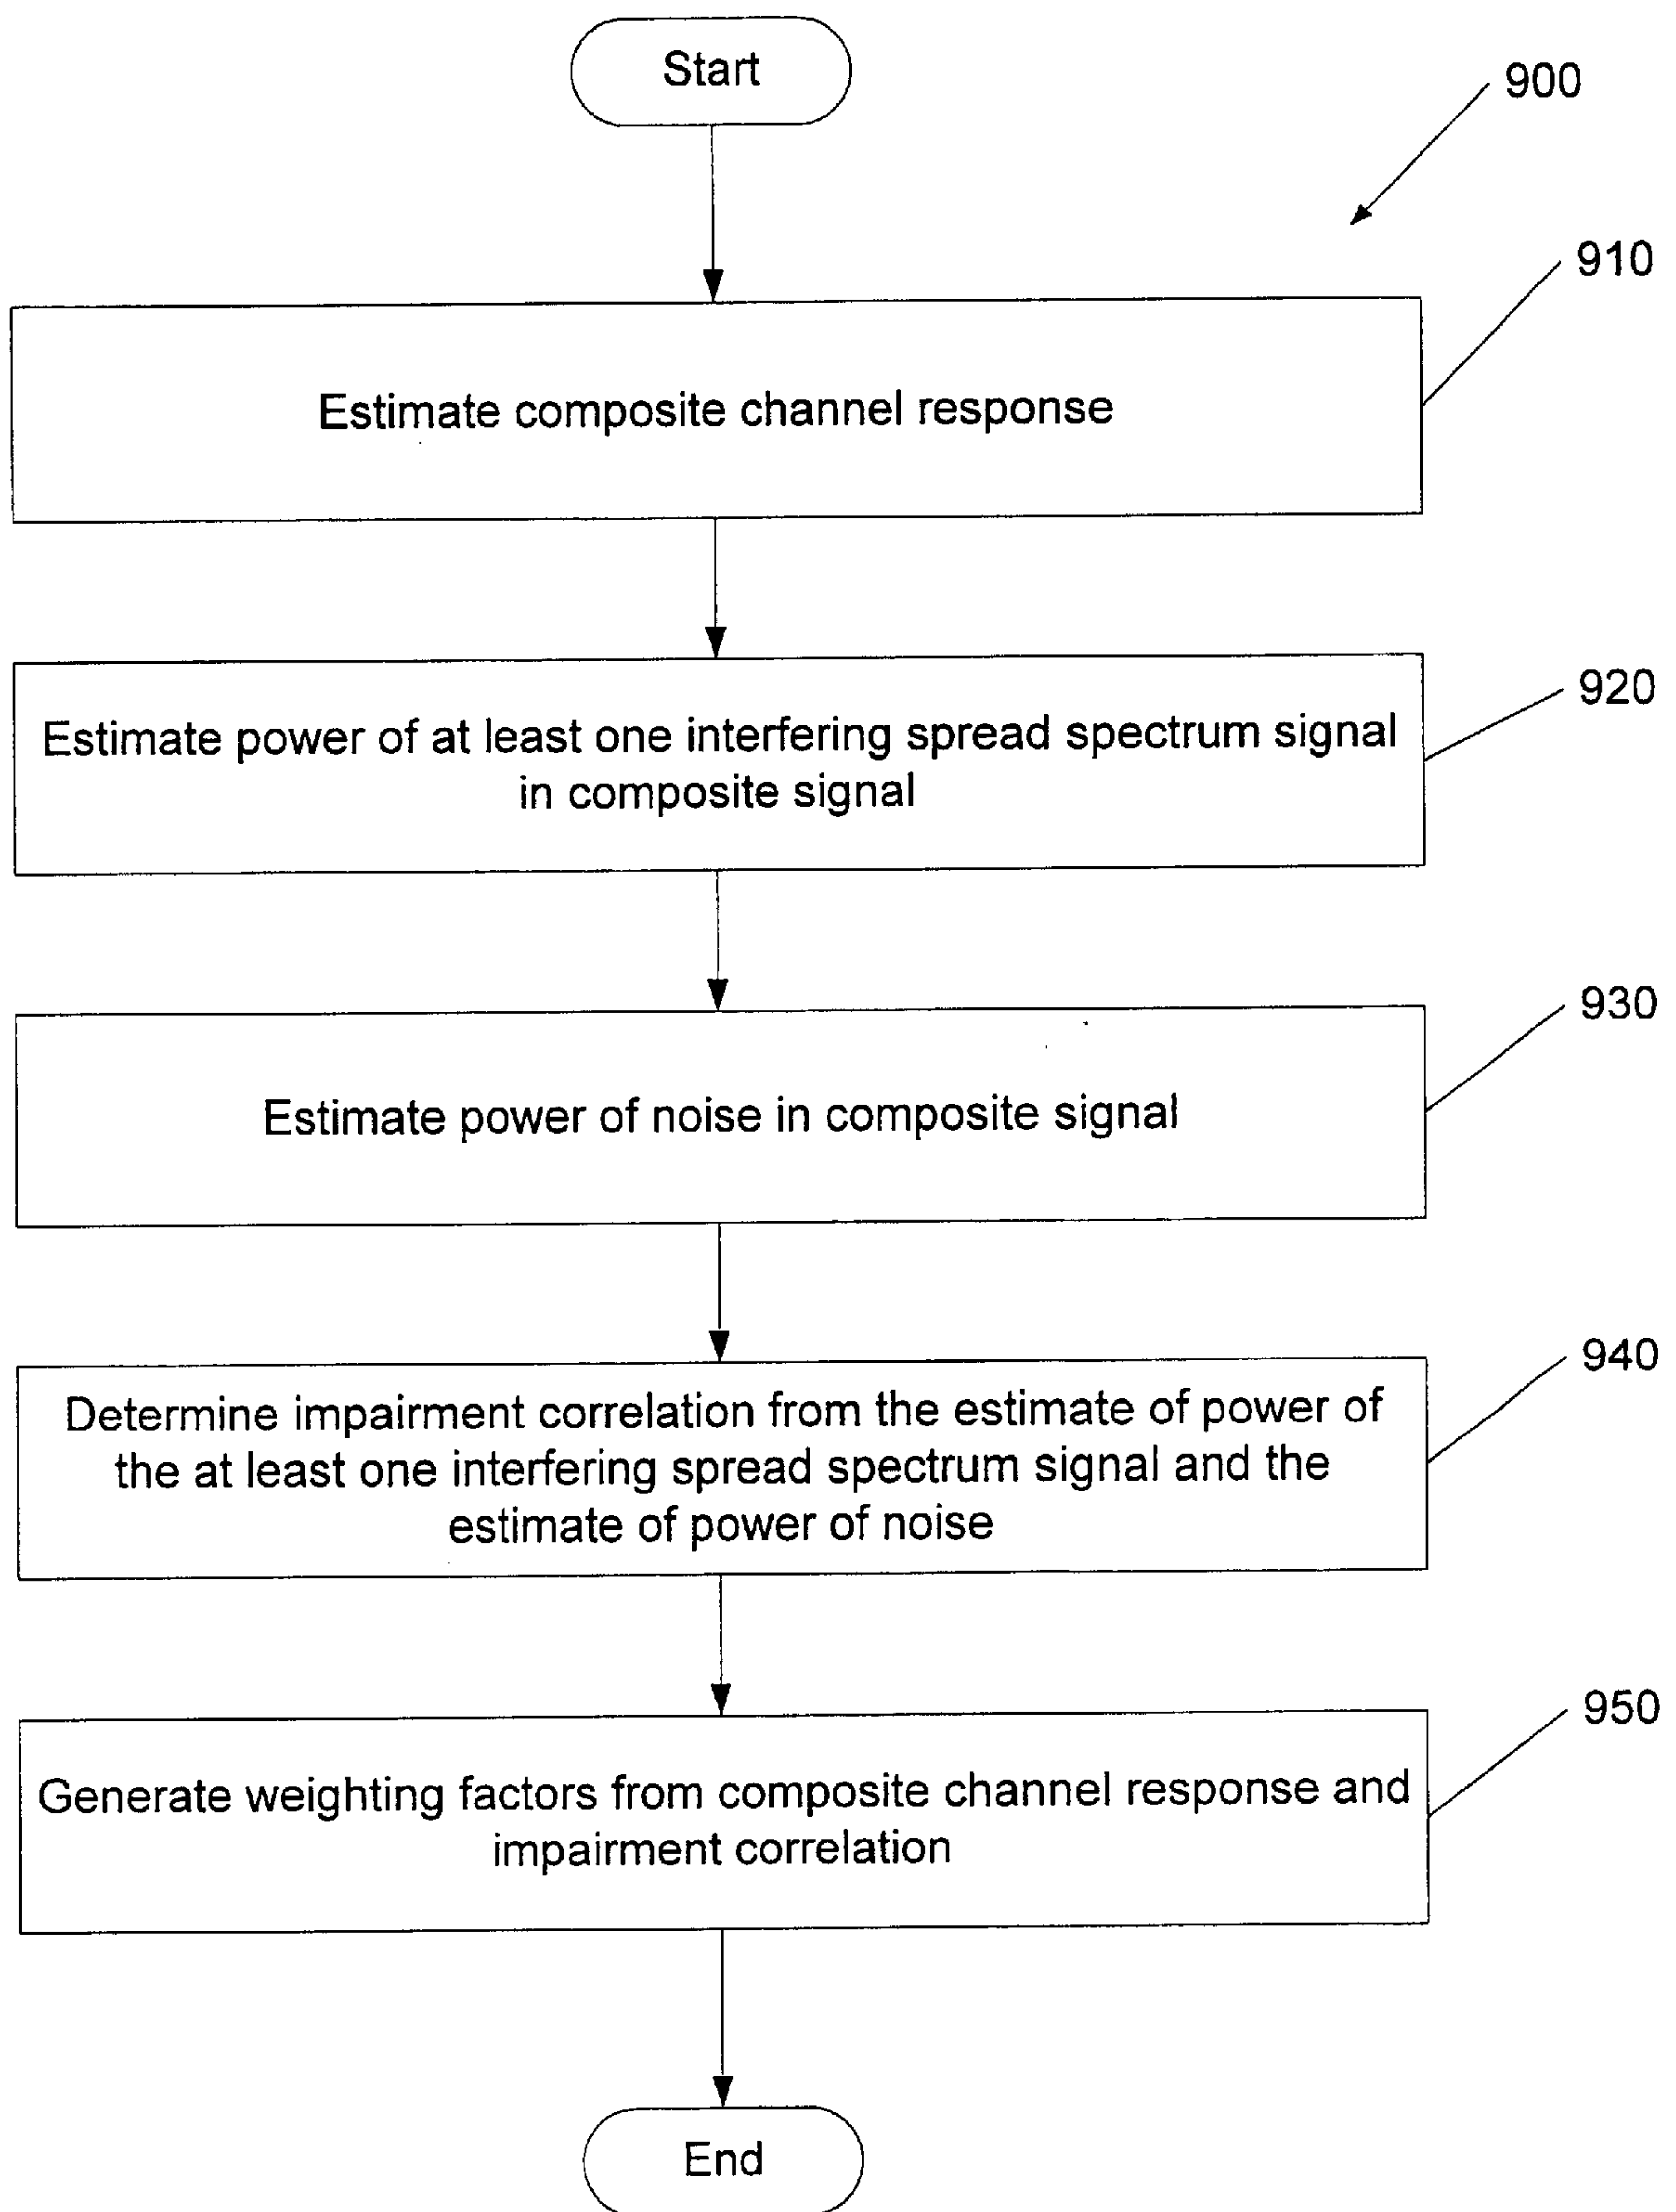 Start
900
910
Estimate composite channel response
920
Estimate power of at least one interfering spread spectrum signal
in composite signal
930
Estimate power of noise in composite signal
940
Determine impairment correlation from the estimate of power of
the at least one interfering spread spectrum signal and the
estimate of power of noise
950
Generate weighting factors from composite channel response and
impairment correlation
End